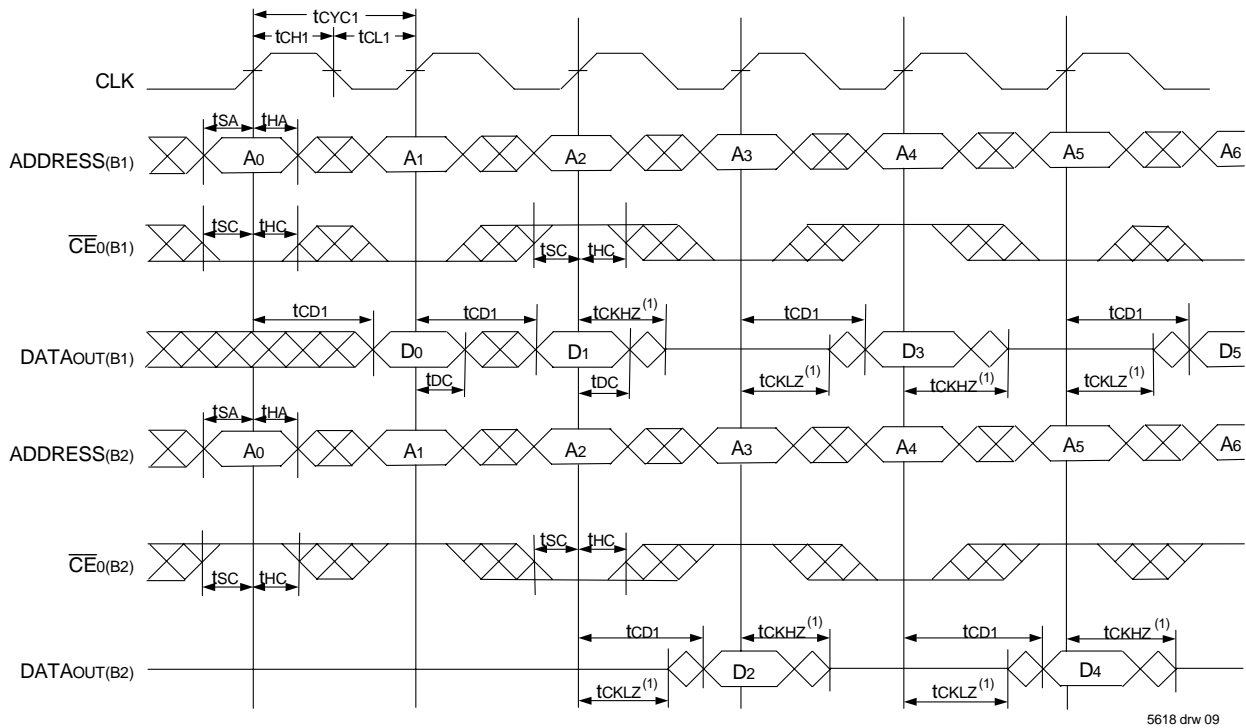 tCYC1
tCH1 tCL1
CLK
tSA tHA
ADDRESS(B1) A0 A1 A2 A3 A4 A5 A6
tSC tHC
CE0(B1)
tSC tHC
tCD1 tCD1 tCKHZ(1) tCD1 tCD1
DATAOUT(B1) D0 D1 D3 D5
tDC tDC tCKLZ(1) tCKHZ(1) tCKLZ(1)
tSA tHA
ADDRESS(B2) A0 A1 A2 A3 A4 A5 A6
tSC tHC
CE0(B2)
tSC tHC
tCD1 tCKHZ(1) tCD1 tCKHZ(1)
DATAOUT(B2) D2 D4
tCKLZ(1) tCKLZ(1)
5618 drw 09